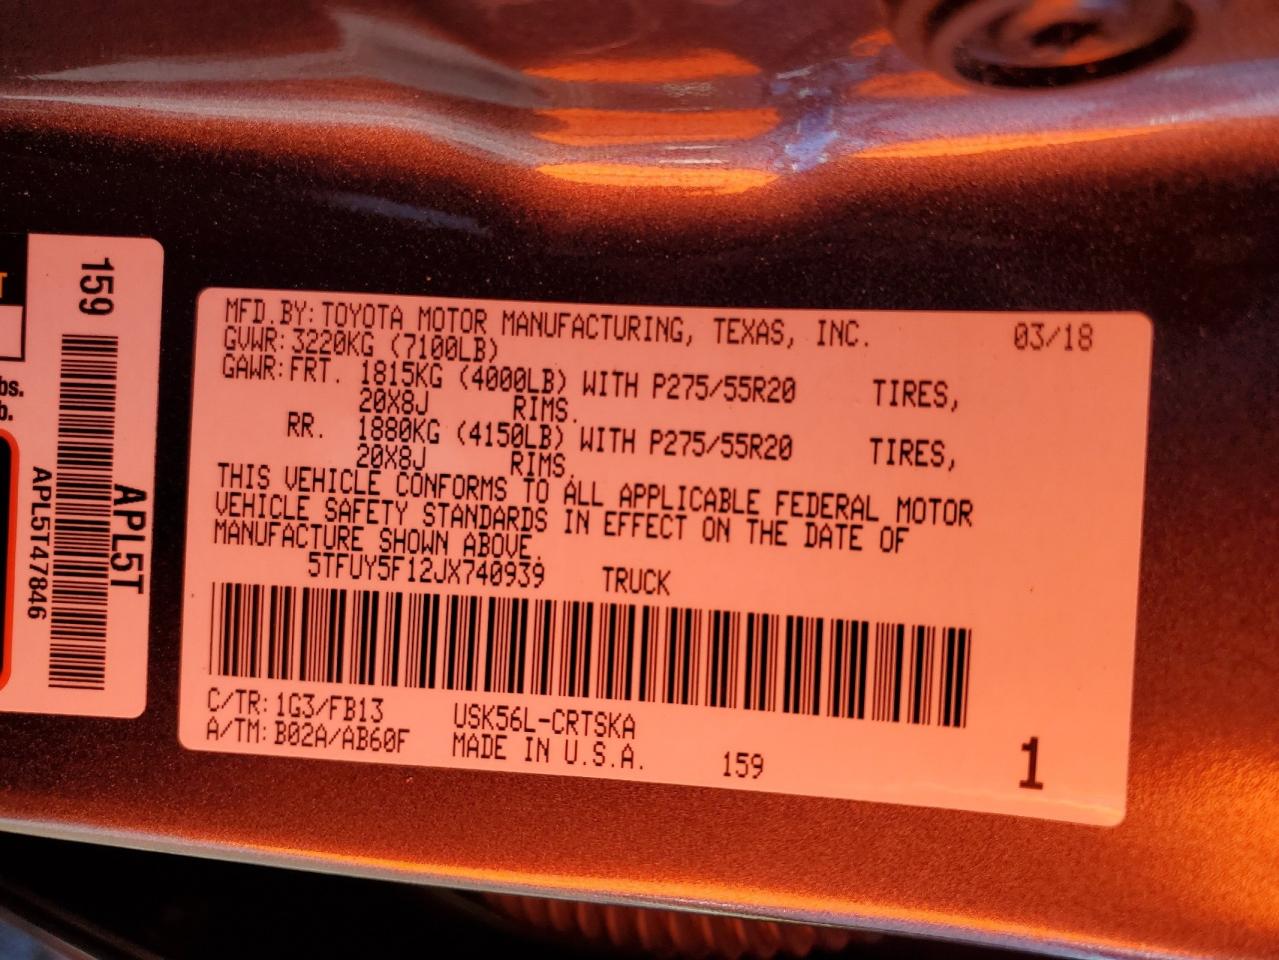 T
bs.
b.
159
APL5T
APL5T47846
MFD.BY:TOYOTA MOTOR MANUFACTURING, TEXAS, INC. 03/18
GVWR:3220KG (7100LB)
GAWR:FRT. 1815KG (4000LB) WITH P275/55R20 TIRES,
20X8J RIMS.
RR. 1880KG (4150LB) WITH P275/55R20 TIRES,
20X8J RIMS.
THIS VEHICLE CONFORMS TO ALL APPLICABLE FEDERAL MOTOR
VEHICLE SAFETY STANDARDS IN EFFECT ON THE DATE OF
MANUFACTURE SHOWN ABOVE.
5TFUY5F12JX740939 TRUCK
C/TR:1G3/FB13 USK56L-CRTSKA
A/TM:B02A/AB60F MADE IN U.S.A. 159 1